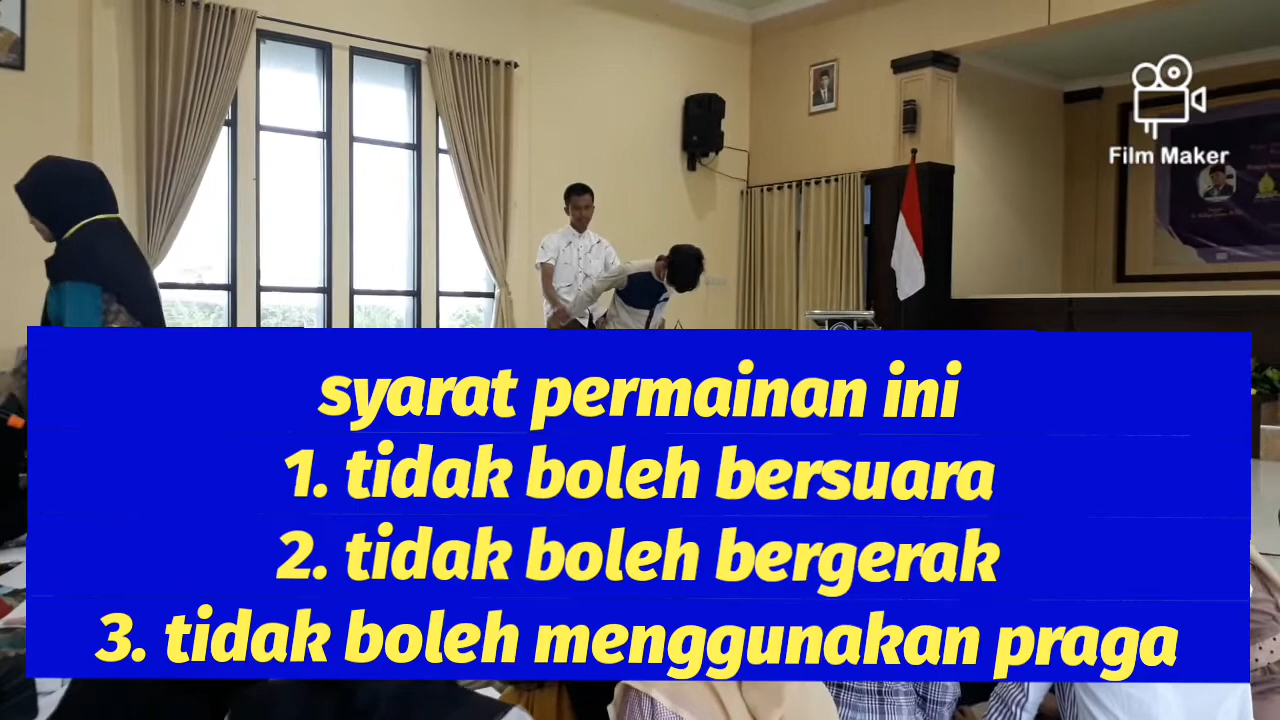 Film Maker
syarat permainan ini
1. tidak boleh bersuara
2. tidak boleh bergerak
3. tidak boleh menggunakan praga